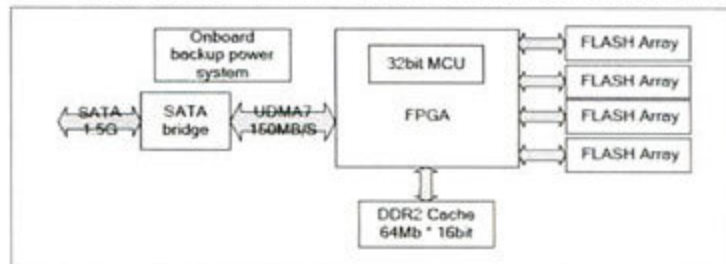 Onboard
backup power
system
SATA
1.5G
SATA
bridge
UDMA7
150MB/S
32bit MCU
FPGA
FLASH Array
FLASH Array
FLASH Array
FLASH Array
DDR2 Cache
64Mb * 16bit